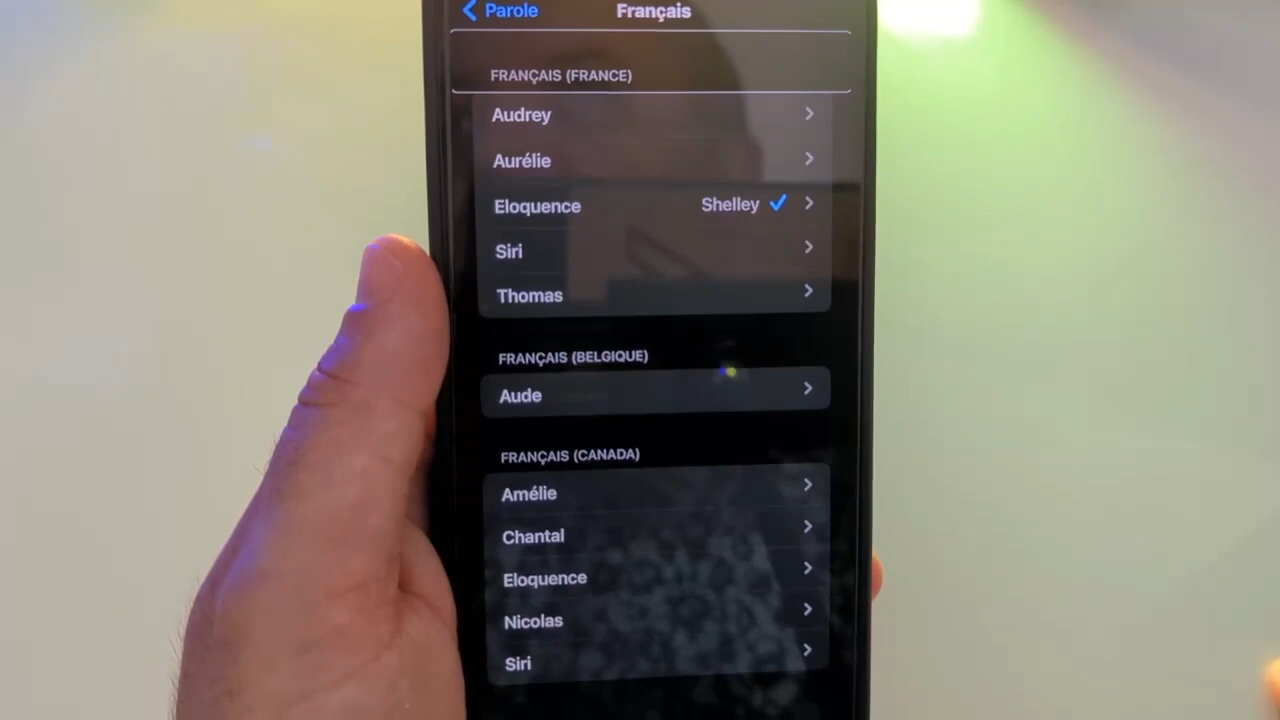 Parole Français
FRANÇAIS (FRANCE)
Audrey
Aurélie
Eloquence Shelley
Siri
Thomas
FRANÇAIS (BELGIQUE)
Aude
FRANÇAIS (CANADA)
Amélie
Chantal
Eloquence
Nicolas
Siri